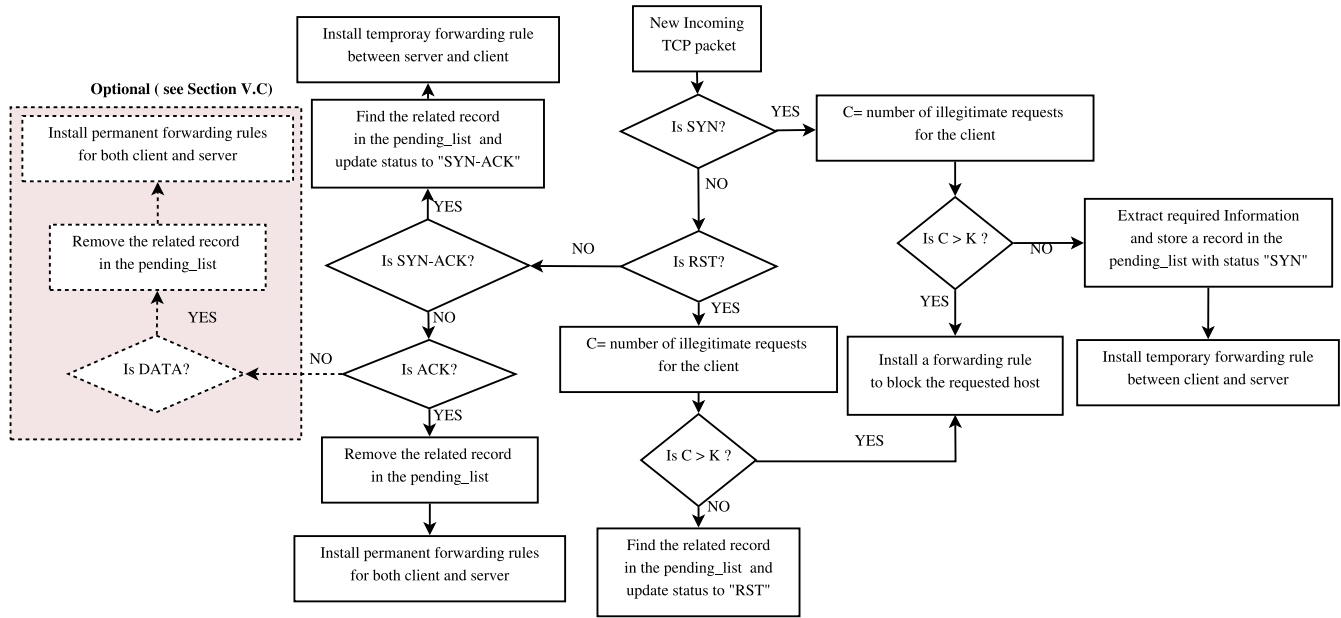 New Incoming
TCP packet
Is SYN?
YES
C= number of illegitimate requests
for the client
Is C > K ?
NO
Extract required Information
and store a record in the
pending_list with status "SYN"
Install temporary forwarding rule
between client and server
YES
Install a forwarding rule
to block the requested host
NO
Is RST?
YES
C= number of illegitimate requests
for the client
Is C > K ?
YES
NO
Find the related record
in the pending_list and
update status to "RST"
NO
Is SYN-ACK?
YES
Find the related record
in the pending_list and
update status to "SYN-ACK"
Install temproray forwarding rule
between server and client
NO
Is ACK?
YES
Remove the related record
in the pending_list
Install permanent forwarding rules
for both client and server
NO
Optional ( see Section V.C)
Is DATA?
YES
Remove the related record
in the pending_list
Install permanent forwarding rules
for both client and server